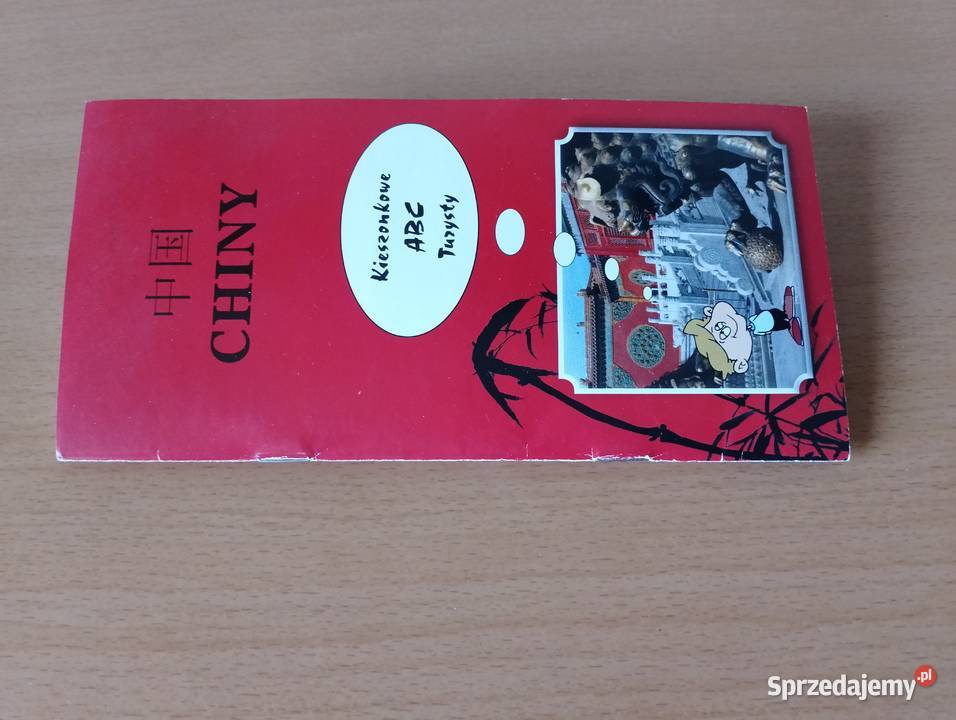 中国
CHINY
Kieszonkowe
ABC
Turysty
Sprzedajemy.pl